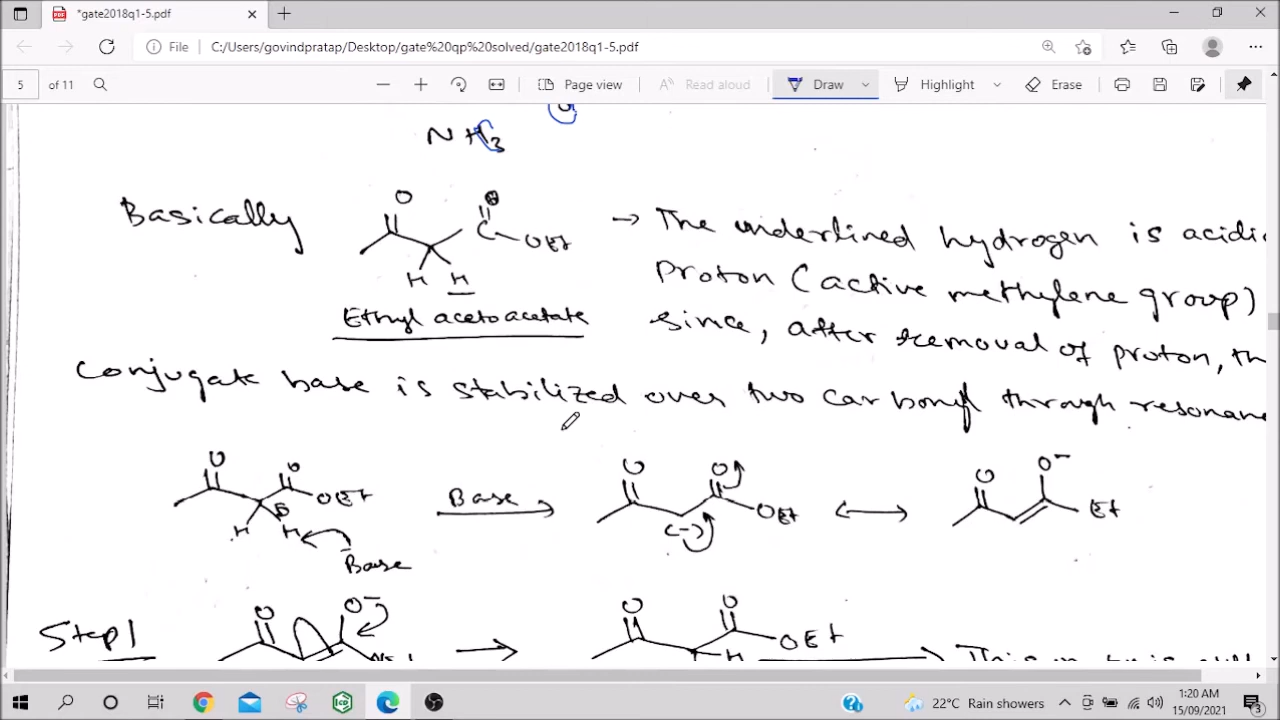 *gate2018q1-5.pdf
File C:/Users/govindpratap/Desktop/gate%20qp%20solved/gate2018q1-5.pdf
5 of 11 Page view Read aloud Draw Highlight Erase
NH3
Basically O C OEt → The underlined hydrogen is acidi
H H Proton (active methylene group)
Ethyl acetoacetate since, after removal of proton, th
Conjugate base is stabilized over two carbonyl through resonan
O O OEt Base O O OEt O O- Et
H H (-)
Base
Step1 O O- O O OEt
H This
22°C Rain showers
1:20 AM
15/09/2021
3